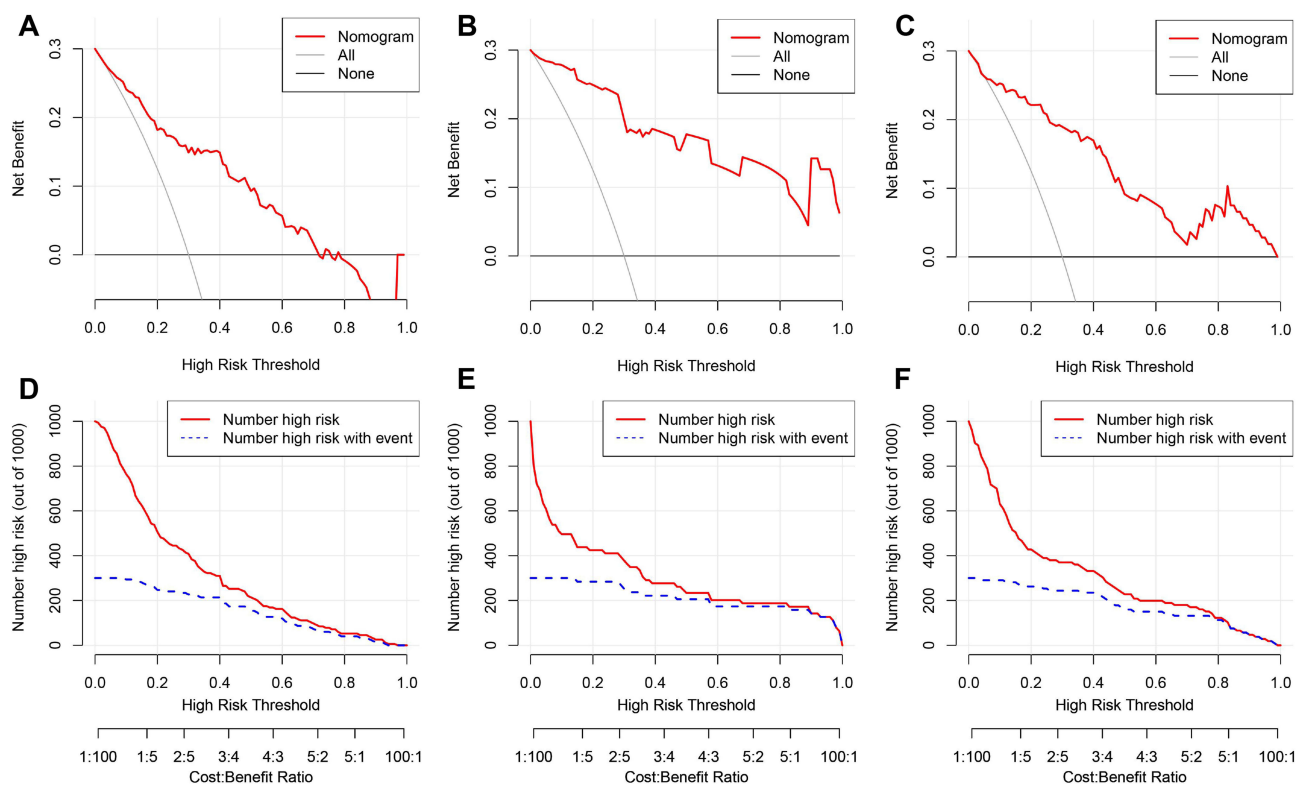 A
Nomogram
All
None
Net Benefit
0.3
0.2
0.1
0.0
0.0 0.2 0.4 0.6 0.8 1.0
High Risk Threshold
B
Nomogram
All
None
Net Benefit
0.3
0.2
0.1
0.0
0.0 0.2 0.4 0.6 0.8 1.0
High Risk Threshold
C
Nomogram
All
None
Net Benefit
0.3
0.2
0.1
0.0
0.0 0.2 0.4 0.6 0.8 1.0
High Risk Threshold
D
Number high risk
Number high risk with event
Number high risk (out of 1000)
1000
800
600
400
200
0
0.0 0.2 0.4 0.6 0.8 1.0
High Risk Threshold
1:100 1:5 2:5 3:4 4:3 5:2 5:1 100:1
Cost:Benefit Ratio
E
Number high risk
Number high risk with event
Number high risk (out of 1000)
1000
800
600
400
200
0
0.0 0.2 0.4 0.6 0.8 1.0
High Risk Threshold
1:100 1:5 2:5 3:4 4:3 5:2 5:1 100:1
Cost:Benefit Ratio
F
Number high risk
Number high risk with event
Number high risk (out of 1000)
1000
800
600
400
200
0
0.0 0.2 0.4 0.6 0.8 1.0
High Risk Threshold
1:100 1:5 2:5 3:4 4:3 5:2 5:1 100:1
Cost:Benefit Ratio